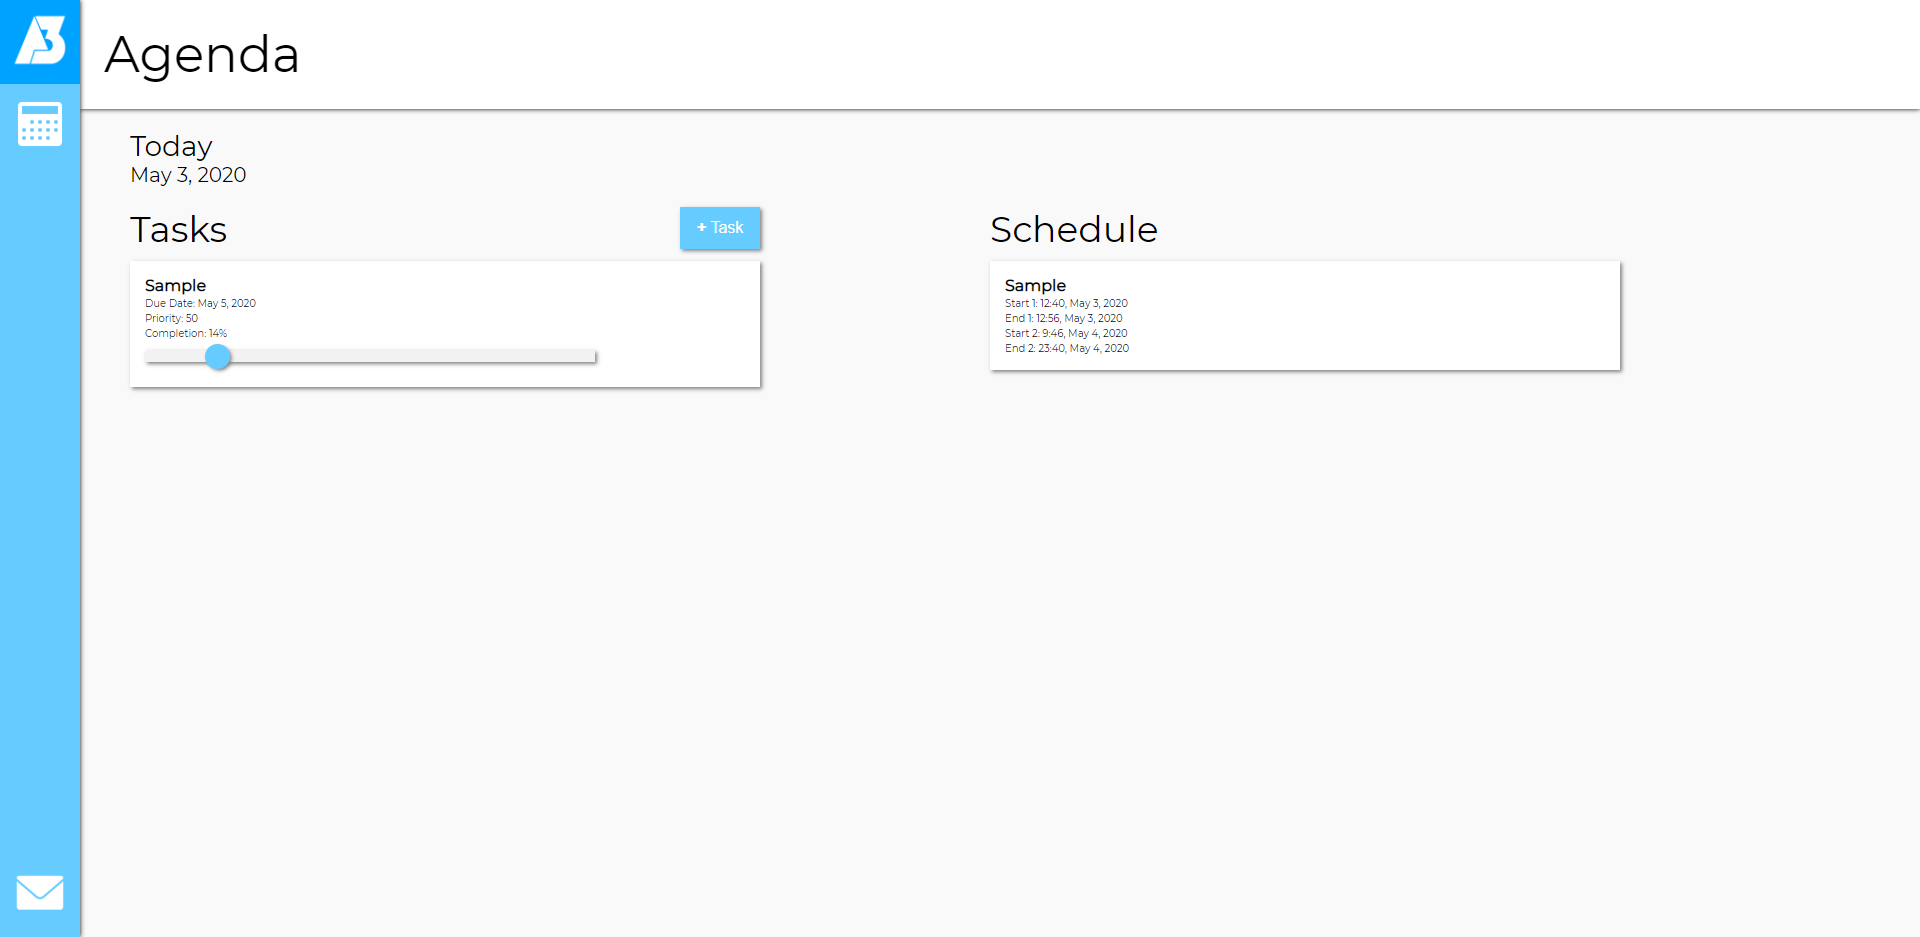 A3
Agenda
Today
May 3, 2020
Tasks
+ Task
Sample
Due Date: May 5, 2020
Priority: 50
Completion: 14%
Schedule
Sample
Start 1: 12:40, May 3, 2020
End 1: 12:56, May 3, 2020
Start 2: 9:46, May 4, 2020
End 2: 23:40, May 4, 2020